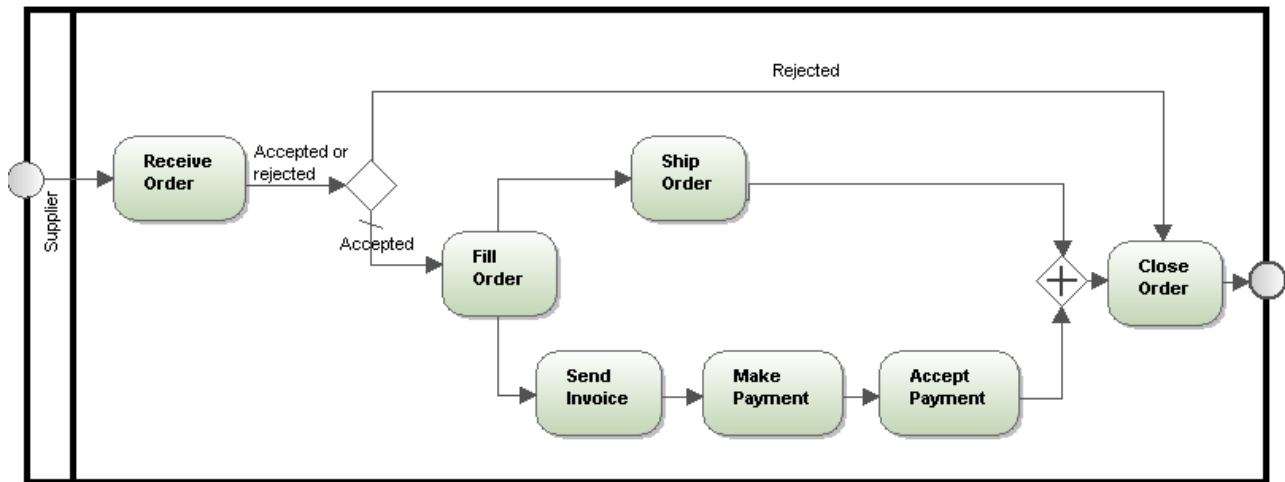 Supplier
Receive
Order
Accepted or
rejected
Rejected
Accepted
Fill
Order
Ship
Order
Send
Invoice
Make
Payment
Accept
Payment
Close
Order